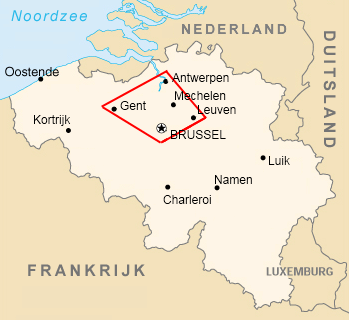 Noordzee
NEDERLAND
DUITSLAND
Oostende
Antwerpen
Mechelen
Gent
Leuven
Kortrijk
BRUSSEL
Luik
Namen
Charleroi
FRANKRIJK
LUXEMBURG